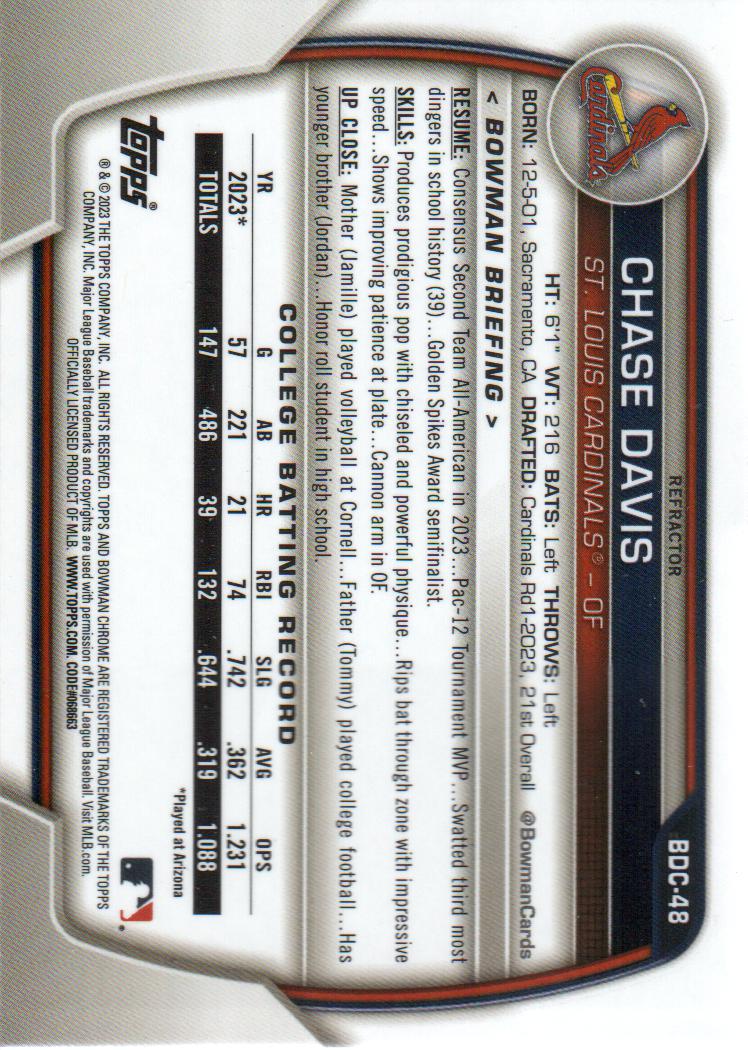 REFRACTOR
BDC-48
CHASE DAVIS
Cardinals
ST. LOUIS CARDINALS® – OF
HT: 6'1" WT: 216 BATS: Left THROWS: Left
BORN: 12-5-01, Sacramento, CA DRAFTED: Cardinals Rd1-2023, 21st Overall @BowmanCards
< BOWMAN BRIEFING >
RESUME: Consensus Second Team All-American in 2023...Pac-12 Tournament MVP...Swatted third most
dingers in school history (39)...Golden Spikes Award semifinalist.
SKILLS: Produces prodigious pop with chiseled and powerful physique...Rips bat through zone with impressive
speed...Shows improving patience at plate...Cannon arm in OF.
UP CLOSE: Mother (Jamille) played volleyball at Cornell...Father (Tommy) played college football...Has
younger brother (Jordan)...Honor roll student in high school.
COLLEGE BATTING RECORD
YR G AB HR RBI SLG AVG OPS
2023* 57 221 21 74 .742 .362 1.231
TOTALS 147 486 39 132 .644 .319 1.088
*Played at Arizona
topps®
® & © 2023 THE TOPPS COMPANY, INC. ALL RIGHTS RESERVED. TOPPS AND BOWMAN CHROME ARE REGISTERED TRADEMARKS OF THE TOPPS
COMPANY, INC. Major League Baseball trademarks and copyrights are used with permission of Major League Baseball. Visit MLB.com.
OFFICIALLY LICENSED PRODUCT OF MLB. WWW.TOPPS.COM. CODE#068663